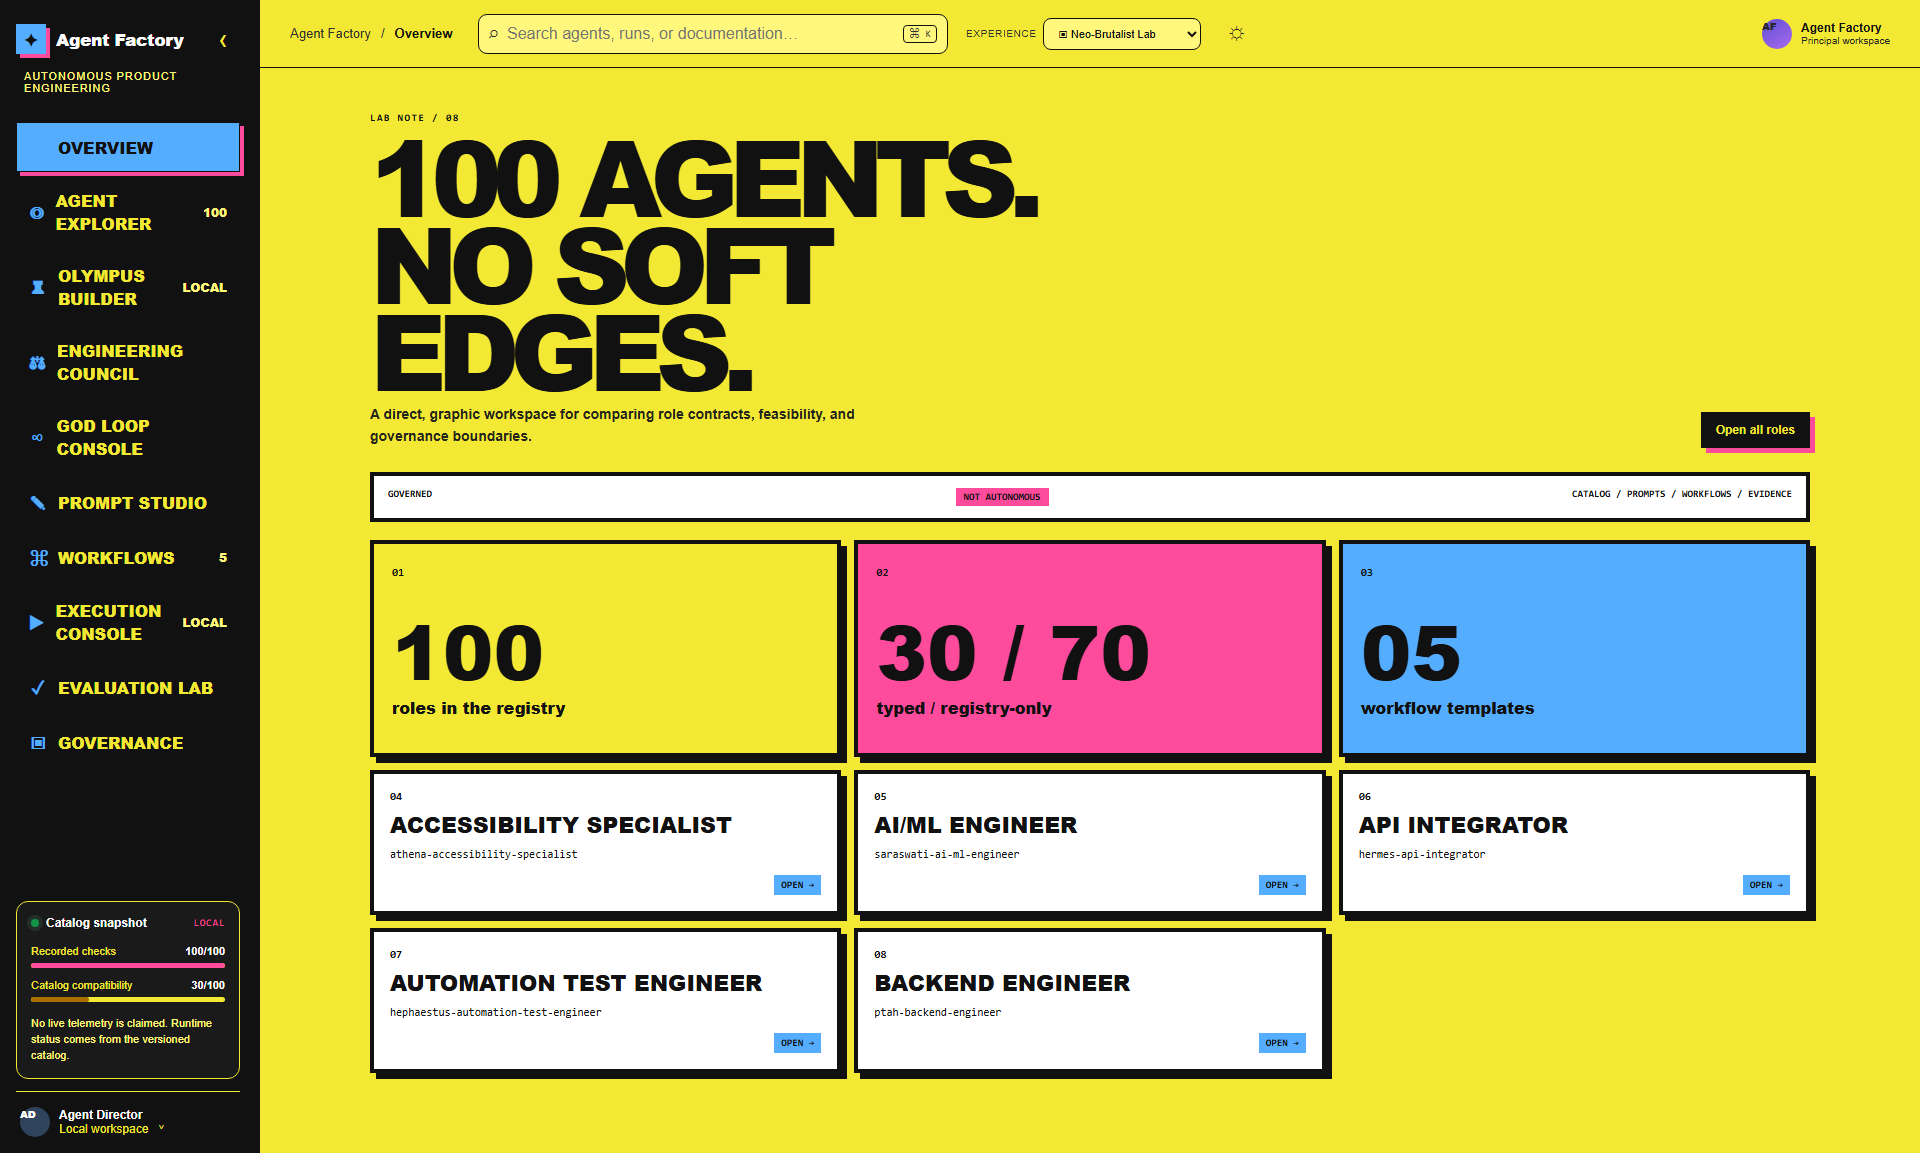 Agent Factory
AUTONOMOUS PRODUCT
ENGINEERING
OVERVIEW
AGENT
EXPLORER
100
OLYMPUS
BUILDER
LOCAL
ENGINEERING
COUNCIL
GOD LOOP
CONSOLE
PROMPT STUDIO
WORKFLOWS
5
EXECUTION
CONSOLE
LOCAL
EVALUATION LAB
GOVERNANCE
Catalog snapshot
LOCAL
Recorded checks
100/100
Catalog compatibility
30/100
No live telemetry is claimed. Runtime
status comes from the versioned
catalog.
AD
Agent Director
Local workspace
Agent Factory / Overview
Search agents, runs, or documentation…
⌘ K
EXPERIENCE
Neo-Brutalist Lab
AF
Agent Factory
Principal workspace
LAB NOTE / 08
100 AGENTS.
NO SOFT
EDGES.
A direct, graphic workspace for comparing role contracts, feasibility, and
governance boundaries.
Open all roles
GOVERNED
NOT AUTONOMOUS
CATALOG / PROMPTS / WORKFLOWS / EVIDENCE
01
100
roles in the registry
02
30 / 70
typed / registry-only
03
05
workflow templates
04
ACCESSIBILITY SPECIALIST
athena-accessibility-specialist
OPEN →
05
AI/ML ENGINEER
saraswati-ai-ml-engineer
OPEN →
06
API INTEGRATOR
hermes-api-integrator
OPEN →
07
AUTOMATION TEST ENGINEER
hephaestus-automation-test-engineer
OPEN →
08
BACKEND ENGINEER
ptah-backend-engineer
OPEN →